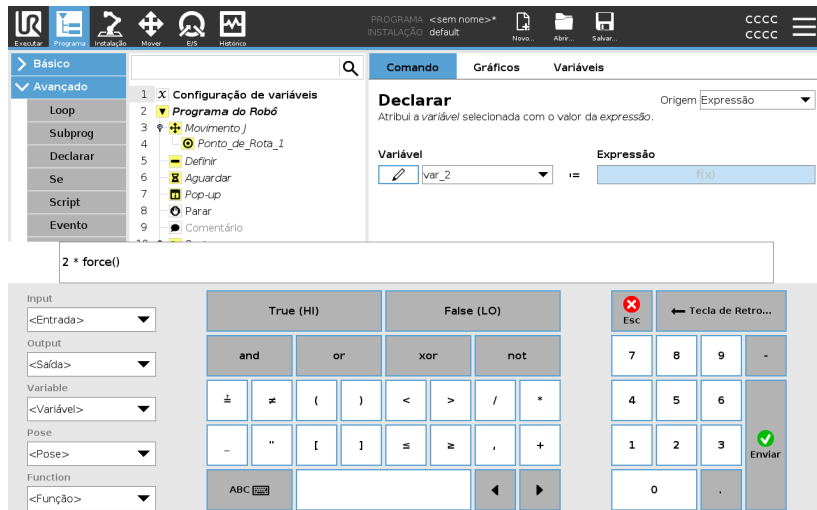 PROGRAMA <sem nome>*
INSTALAÇÃO default
CCCC
CCCC
Executar Programa Instalação Mover E/S Histórico Novo... Abrir... Salvar...
Básico
Avançado
Loop
Subprog
Declarar
Se
Script
Evento
1 X Configuração de variáveis
2 Programa do Robô
3 Movimento J
4 Ponto_de_Rota_1
5 Definir
6 Aguardar
7 Pop-up
8 Parar
9 Comentário
Comando Gráficos Variáveis
Declarar
Origem Expressão
Atribui a variável selecionada com o valor da expressão.
Variável Expressão
var_2 := f(x)
2 * force()
Input
<Entrada>
Output
<Saída>
Variable
<Variável>
Pose
<Pose>
Function
<Função>
True (HI) False (LO)
and or xor not
≟ ≠ ( ) < > / *
_ " [ ] ≤ ≥ , +
ABC
Esc Tecla de Retro...
7 8 9 -
4 5 6
1 2 3 Enviar
0 .